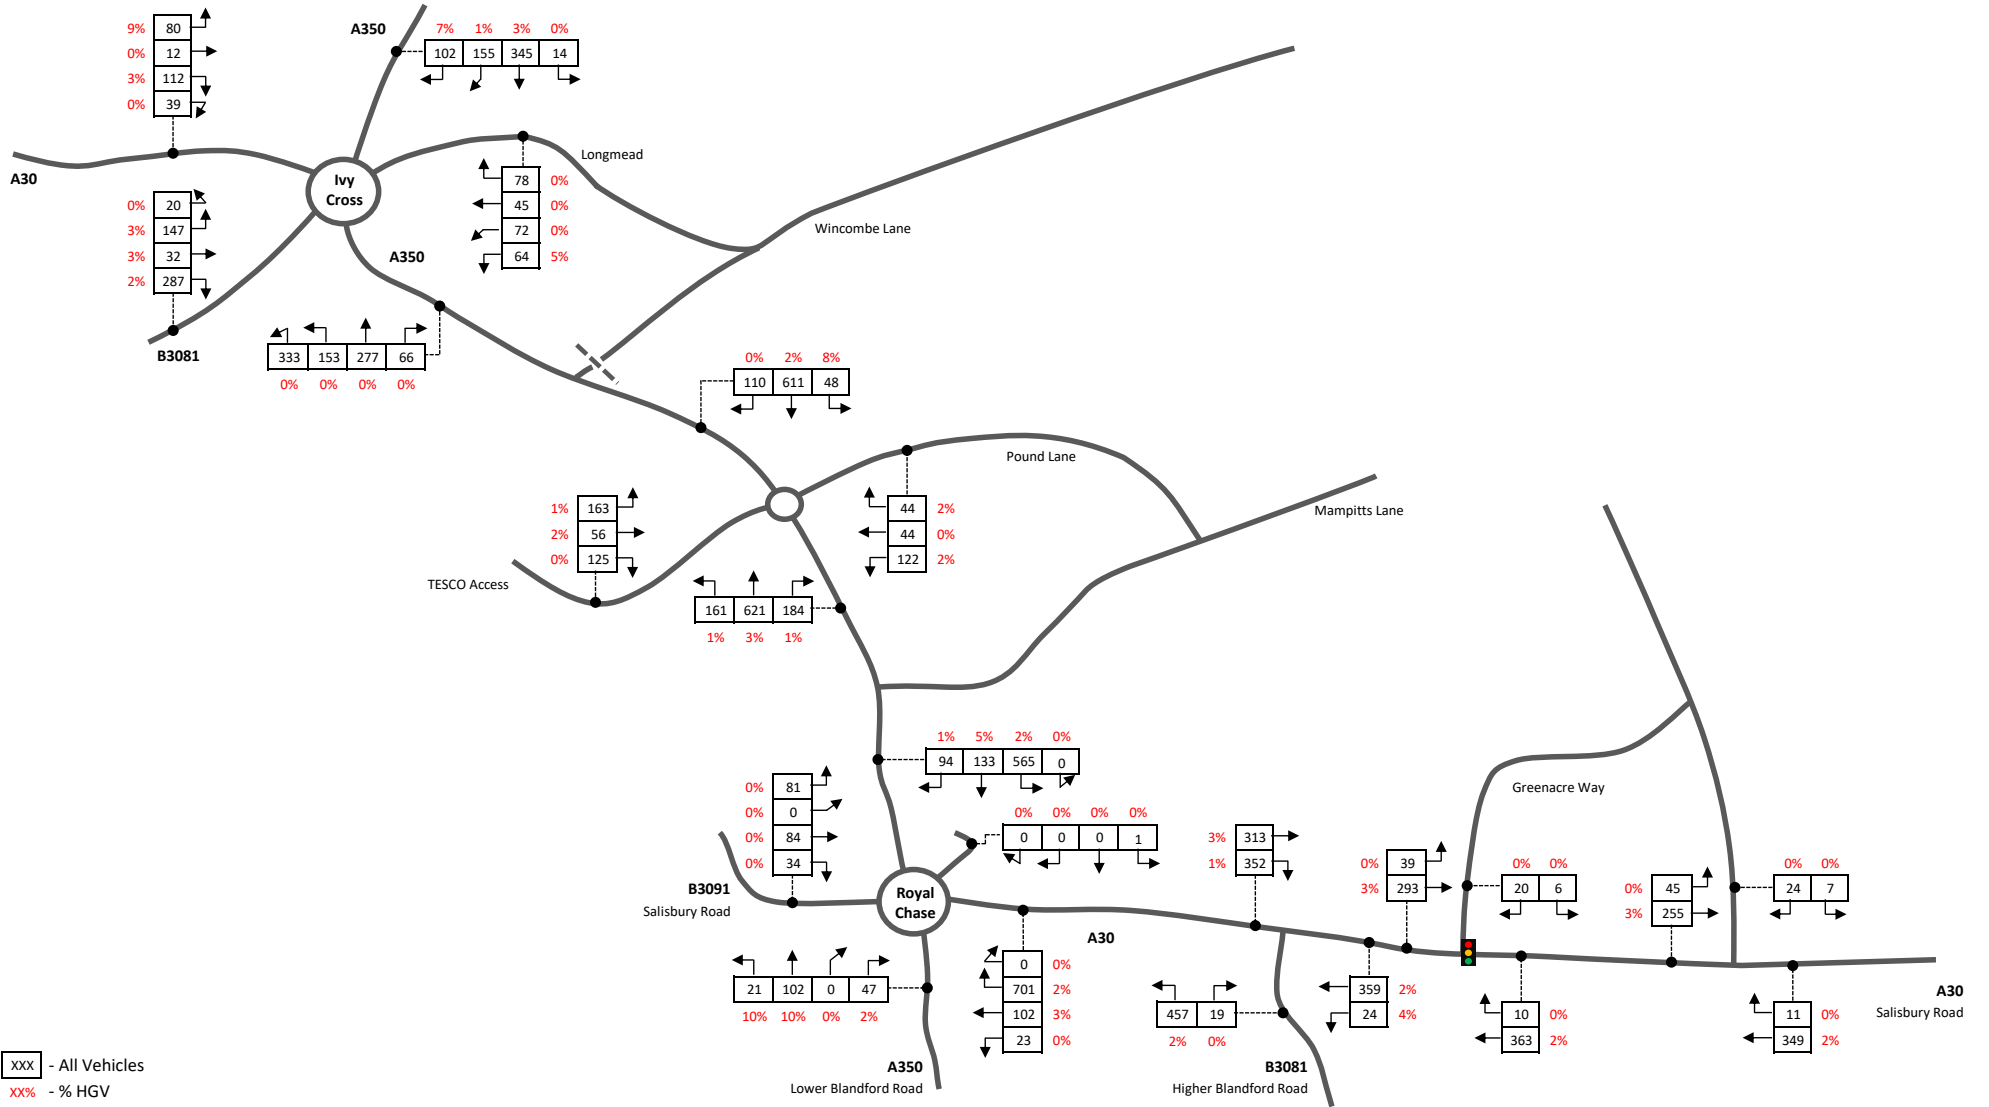 9% 80
0% 12
3% 112
0% 39
A350
7% 1% 3% 0%
102 155 345 14
A30
Ivy
Cross
Longmead
78 0%
45 0%
72 0%
64 5%
0% 20
3% 147
3% 32
2% 287
B3081
A350
333 153 277 66
0% 0% 0% 0%
Wincombe Lane
0% 2% 8%
110 611 48
Pound Lane
Mampitts Lane
1% 163
2% 56
0% 125
TESCO Access
44 2%
44 0%
122 2%
161 621 184
1% 3% 1%
1% 5% 2% 0%
94 133 565 0
0% 81
0% 0
0% 84
0% 34
0% 0% 0% 0%
0 0 0 1
B3091
Salisbury Road
Royal
Chase
21 102 0 47
10% 10% 0% 2%
A350
Lower Blandford Road
0 0%
701 2%
102 3%
23 0%
A30
3% 313
1% 352
457 19
2% 0%
B3081
Higher Blandford Road
359 2%
24 4%
0% 39
3% 293
Greenacre Way
0% 0%
20 6
10 0%
363 2%
0% 45
3% 255
0% 0%
24 7
11 0%
349 2%
A30
Salisbury Road
xxx - All Vehicles
XX% - % HGV